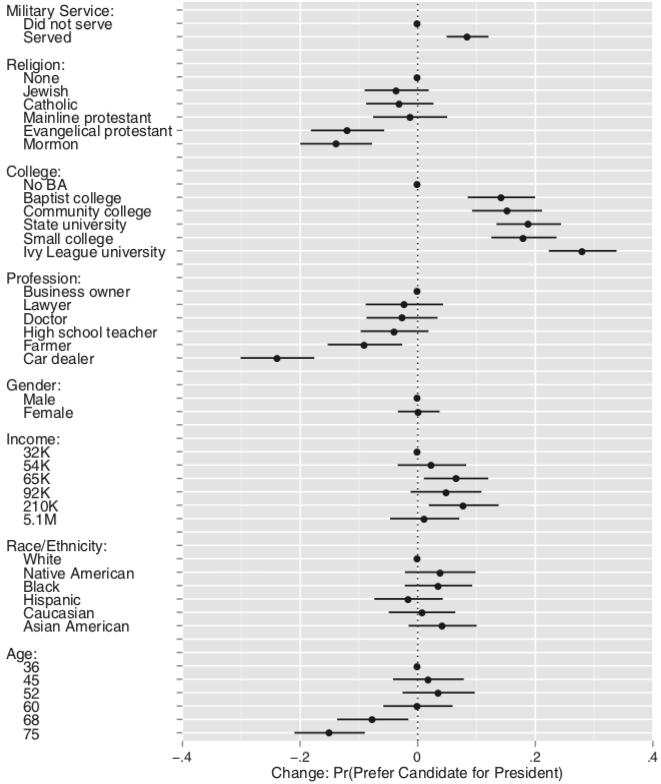 Military Service:
Did not serve
Served
Religion:
None
Jewish
Catholic
Mainline protestant
Evangelical protestant
Mormon
College:
No BA
Baptist college
Community college
State university
Small college
Ivy League university
Profession:
Business owner
Lawyer
Doctor
High school teacher
Farmer
Car dealer
Gender:
Male
Female
Income:
32K
54K
65K
92K
210K
5.1M
Race/Ethnicity:
White
Native American
Black
Hispanic
Caucasian
Asian American
Age:
36
45
52
60
68
75
−.4 −.2 0 .2 .4
Change: Pr(Prefer Candidate for President)